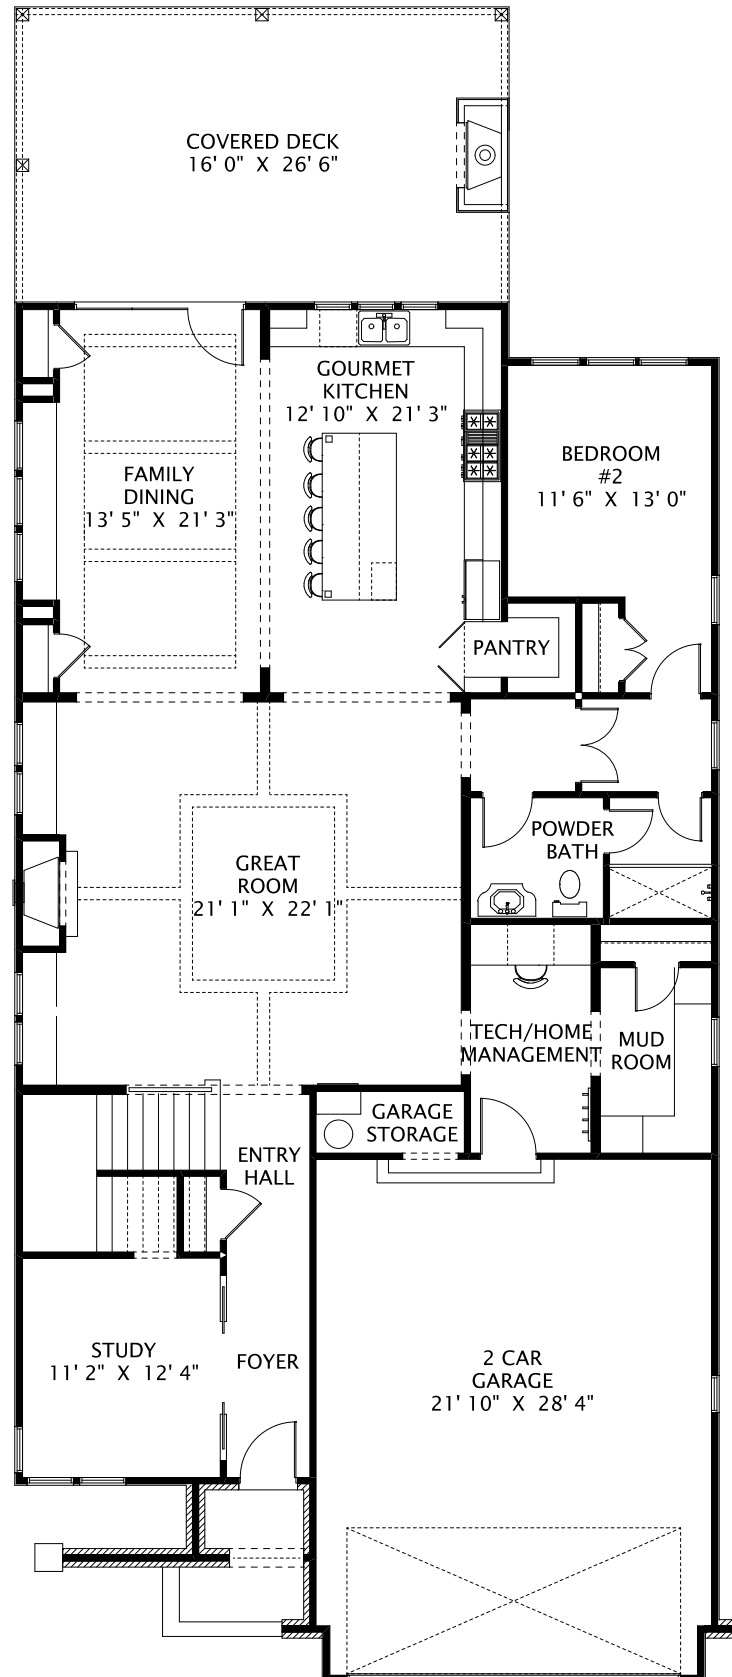 COVERED DECK
16' 0" X 26' 6"
GOURMET
KITCHEN
12' 10" X 21' 3"
FAMILY
DINING
13' 5" X 21' 3"
BEDROOM
#2
11' 6" X 13' 0"
PANTRY
POWDER
BATH
GREAT
ROOM
21' 1" X 22' 1"
TECH/HOME
MANAGEMENT
MUD
ROOM
GARAGE
STORAGE
ENTRY
HALL
STUDY
11' 2" X 12' 4"
FOYER
2 CAR
GARAGE
21' 10" X 28' 4"